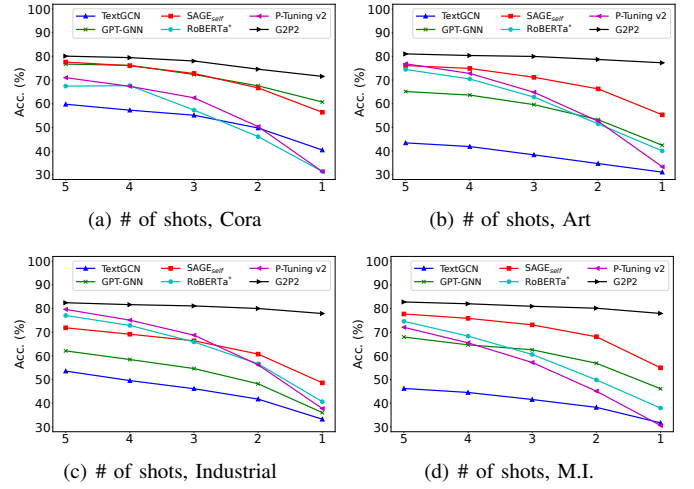 100
90
80
70
60
50
40
30
Acc. (%)
TextGCN
GPT-GNN
SAGE_self
RoBERTa*
P-Tuning v2
G2P2
5 4 3 2 1
(a) # of shots, Cora
100
90
80
70
60
50
40
30
Acc. (%)
TextGCN
GPT-GNN
SAGE_self
RoBERTa*
P-Tuning v2
G2P2
5 4 3 2 1
(b) # of shots, Art
100
90
80
70
60
50
40
30
Acc. (%)
TextGCN
GPT-GNN
SAGE_self
RoBERTa*
P-Tuning v2
G2P2
5 4 3 2 1
(c) # of shots, Industrial
100
90
80
70
60
50
40
30
Acc. (%)
TextGCN
GPT-GNN
SAGE_self
RoBERTa*
P-Tuning v2
G2P2
5 4 3 2 1
(d) # of shots, M.I.